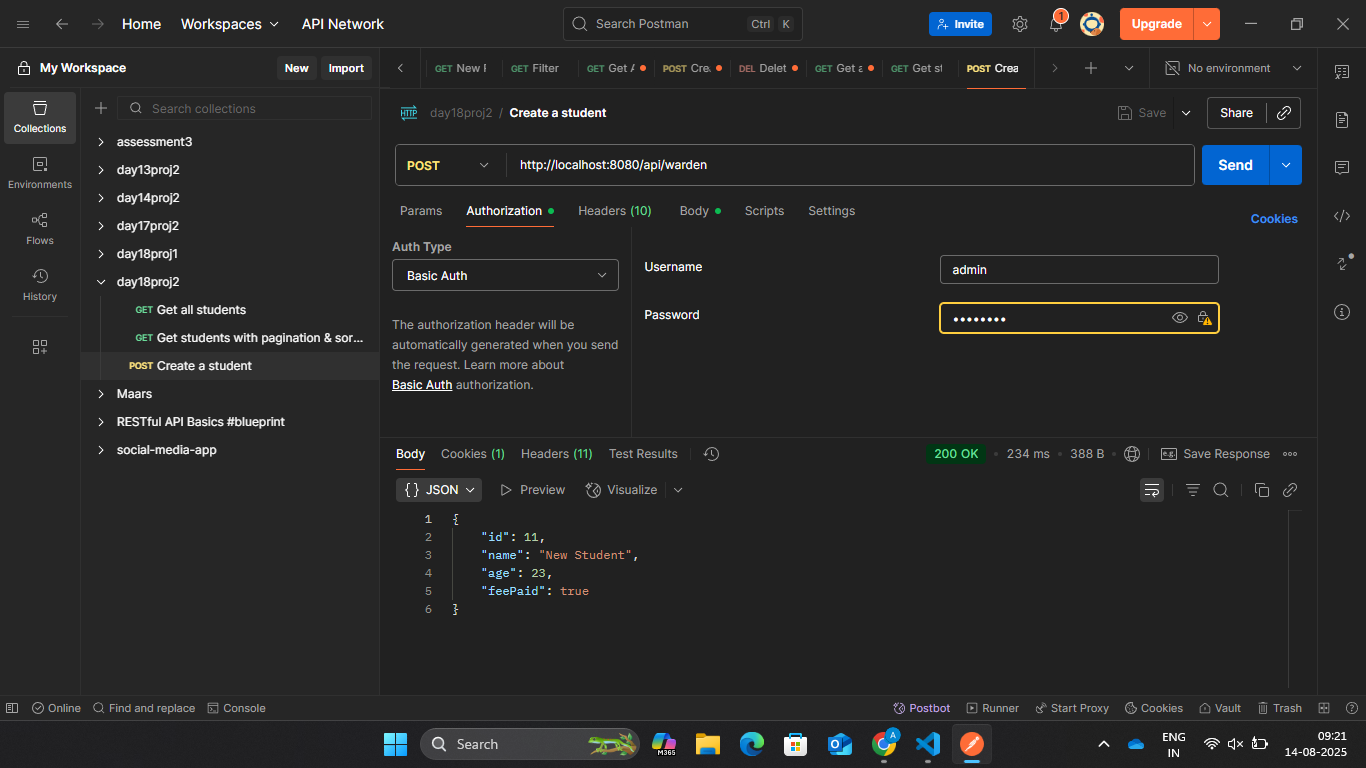 Home Workspaces API Network Search Postman Ctrl K Invite 1 Upgrade
My Workspace New Import
GET New F GET Filter GET Get A POST Crea DEL Delet GET Get a GET Get st POST Crea No environment
Collections
Environments
Flows
History
Search collections
assessment3
day13proj2
day14proj2
day17proj2
day18proj1
day18proj2
GET Get all students
GET Get students with pagination & sor...
POST Create a student
Maars
RESTful API Basics #blueprint
social-media-app
HTTP day18proj2 / Create a student Save Share
POST http://localhost:8080/api/warden Send
Params Authorization Headers (10) Body Scripts Settings Cookies
Auth Type
Basic Auth
The authorization header will be
automatically generated when you send
the request. Learn more about
Basic Auth authorization.
Username admin
Password ••••••••
Body Cookies (1) Headers (11) Test Results 200 OK • 234 ms • 388 B e.g. Save Response
{} JSON Preview Visualize
1 {
2 "id": 11,
3 "name": "New Student",
4 "age": 23,
5 "feePaid": true
6 }
Online Find and replace Console Postbot Runner Start Proxy Cookies Vault Trash
Search M365 A ENG IN 09:21 14-08-2025